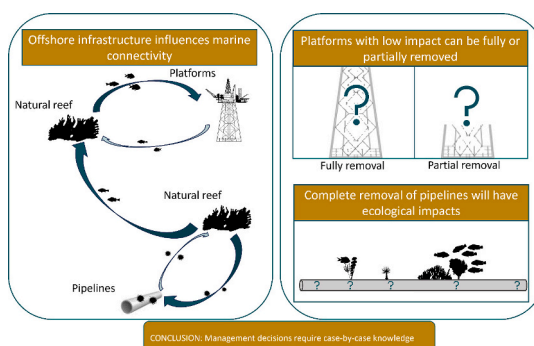 Offshore infrastructure influences marine
connectivity
Platforms
Natural reef
Natural reef
Pipelines
Platforms with low impact can be fully or
partially removed
?
?
Fully removal
Partial removal
Complete removal of pipelines will have
ecological impacts
? ? ? ? ?
CONCLUSION: Management decisions require case-by-case knowledge